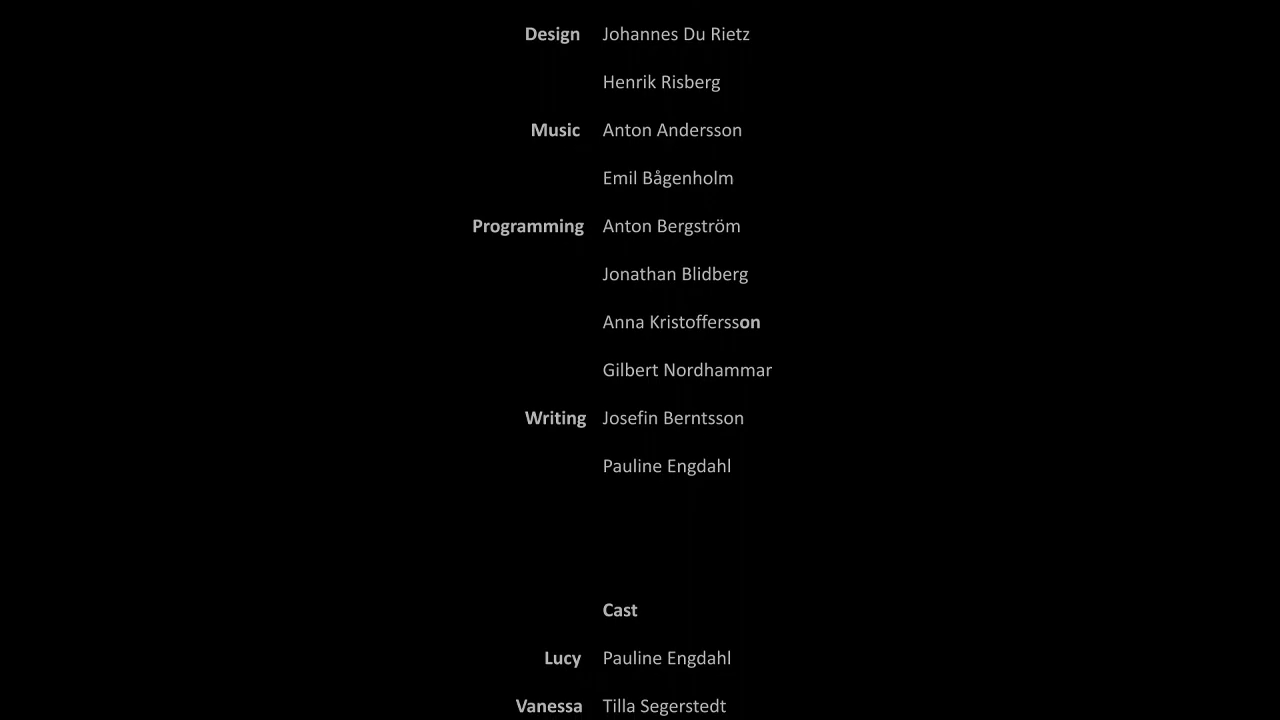 Design Johannes Du Rietz
Henrik Risberg
Music Anton Andersson
Emil Bågenholm
Programming Anton Bergström
Jonathan Blidberg
Anna Kristoffersson
Gilbert Nordhammar
Writing Josefin Berntsson
Pauline Engdahl
Cast
Lucy Pauline Engdahl
Vanessa Tilla Segerstedt